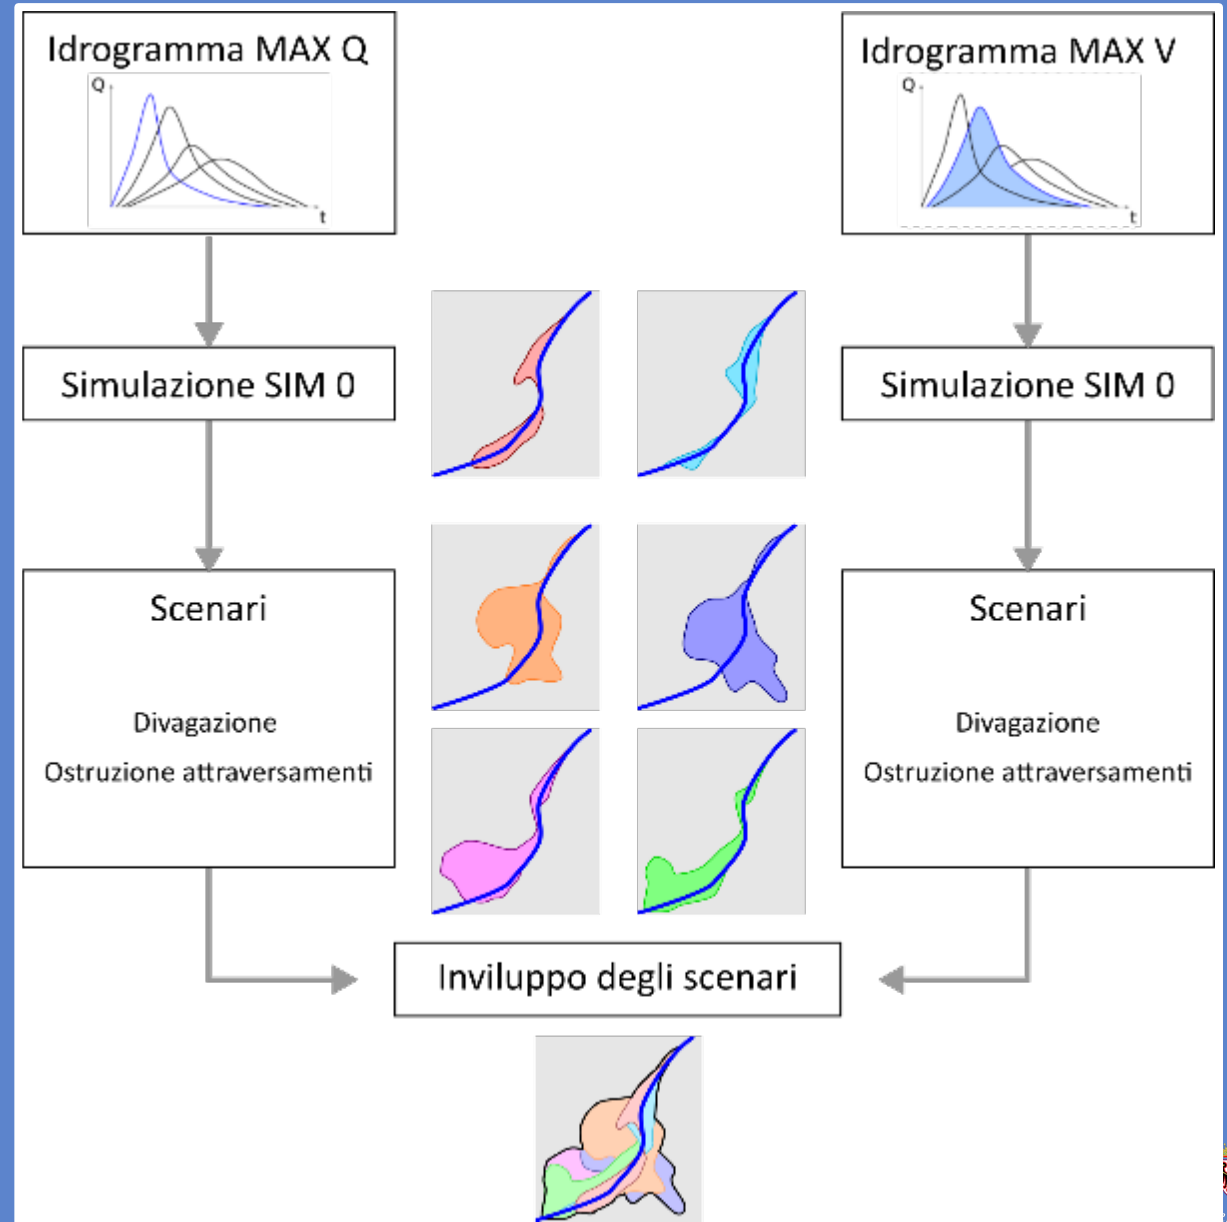 Idrogramma MAX Q
Q
t
Idrogramma MAX V
Q
t
Simulazione SIM 0
Simulazione SIM 0
Scenari
Divagazione
Ostruzione attraversamenti
Scenari
Divagazione
Ostruzione attraversamenti
Inviluppo degli scenari